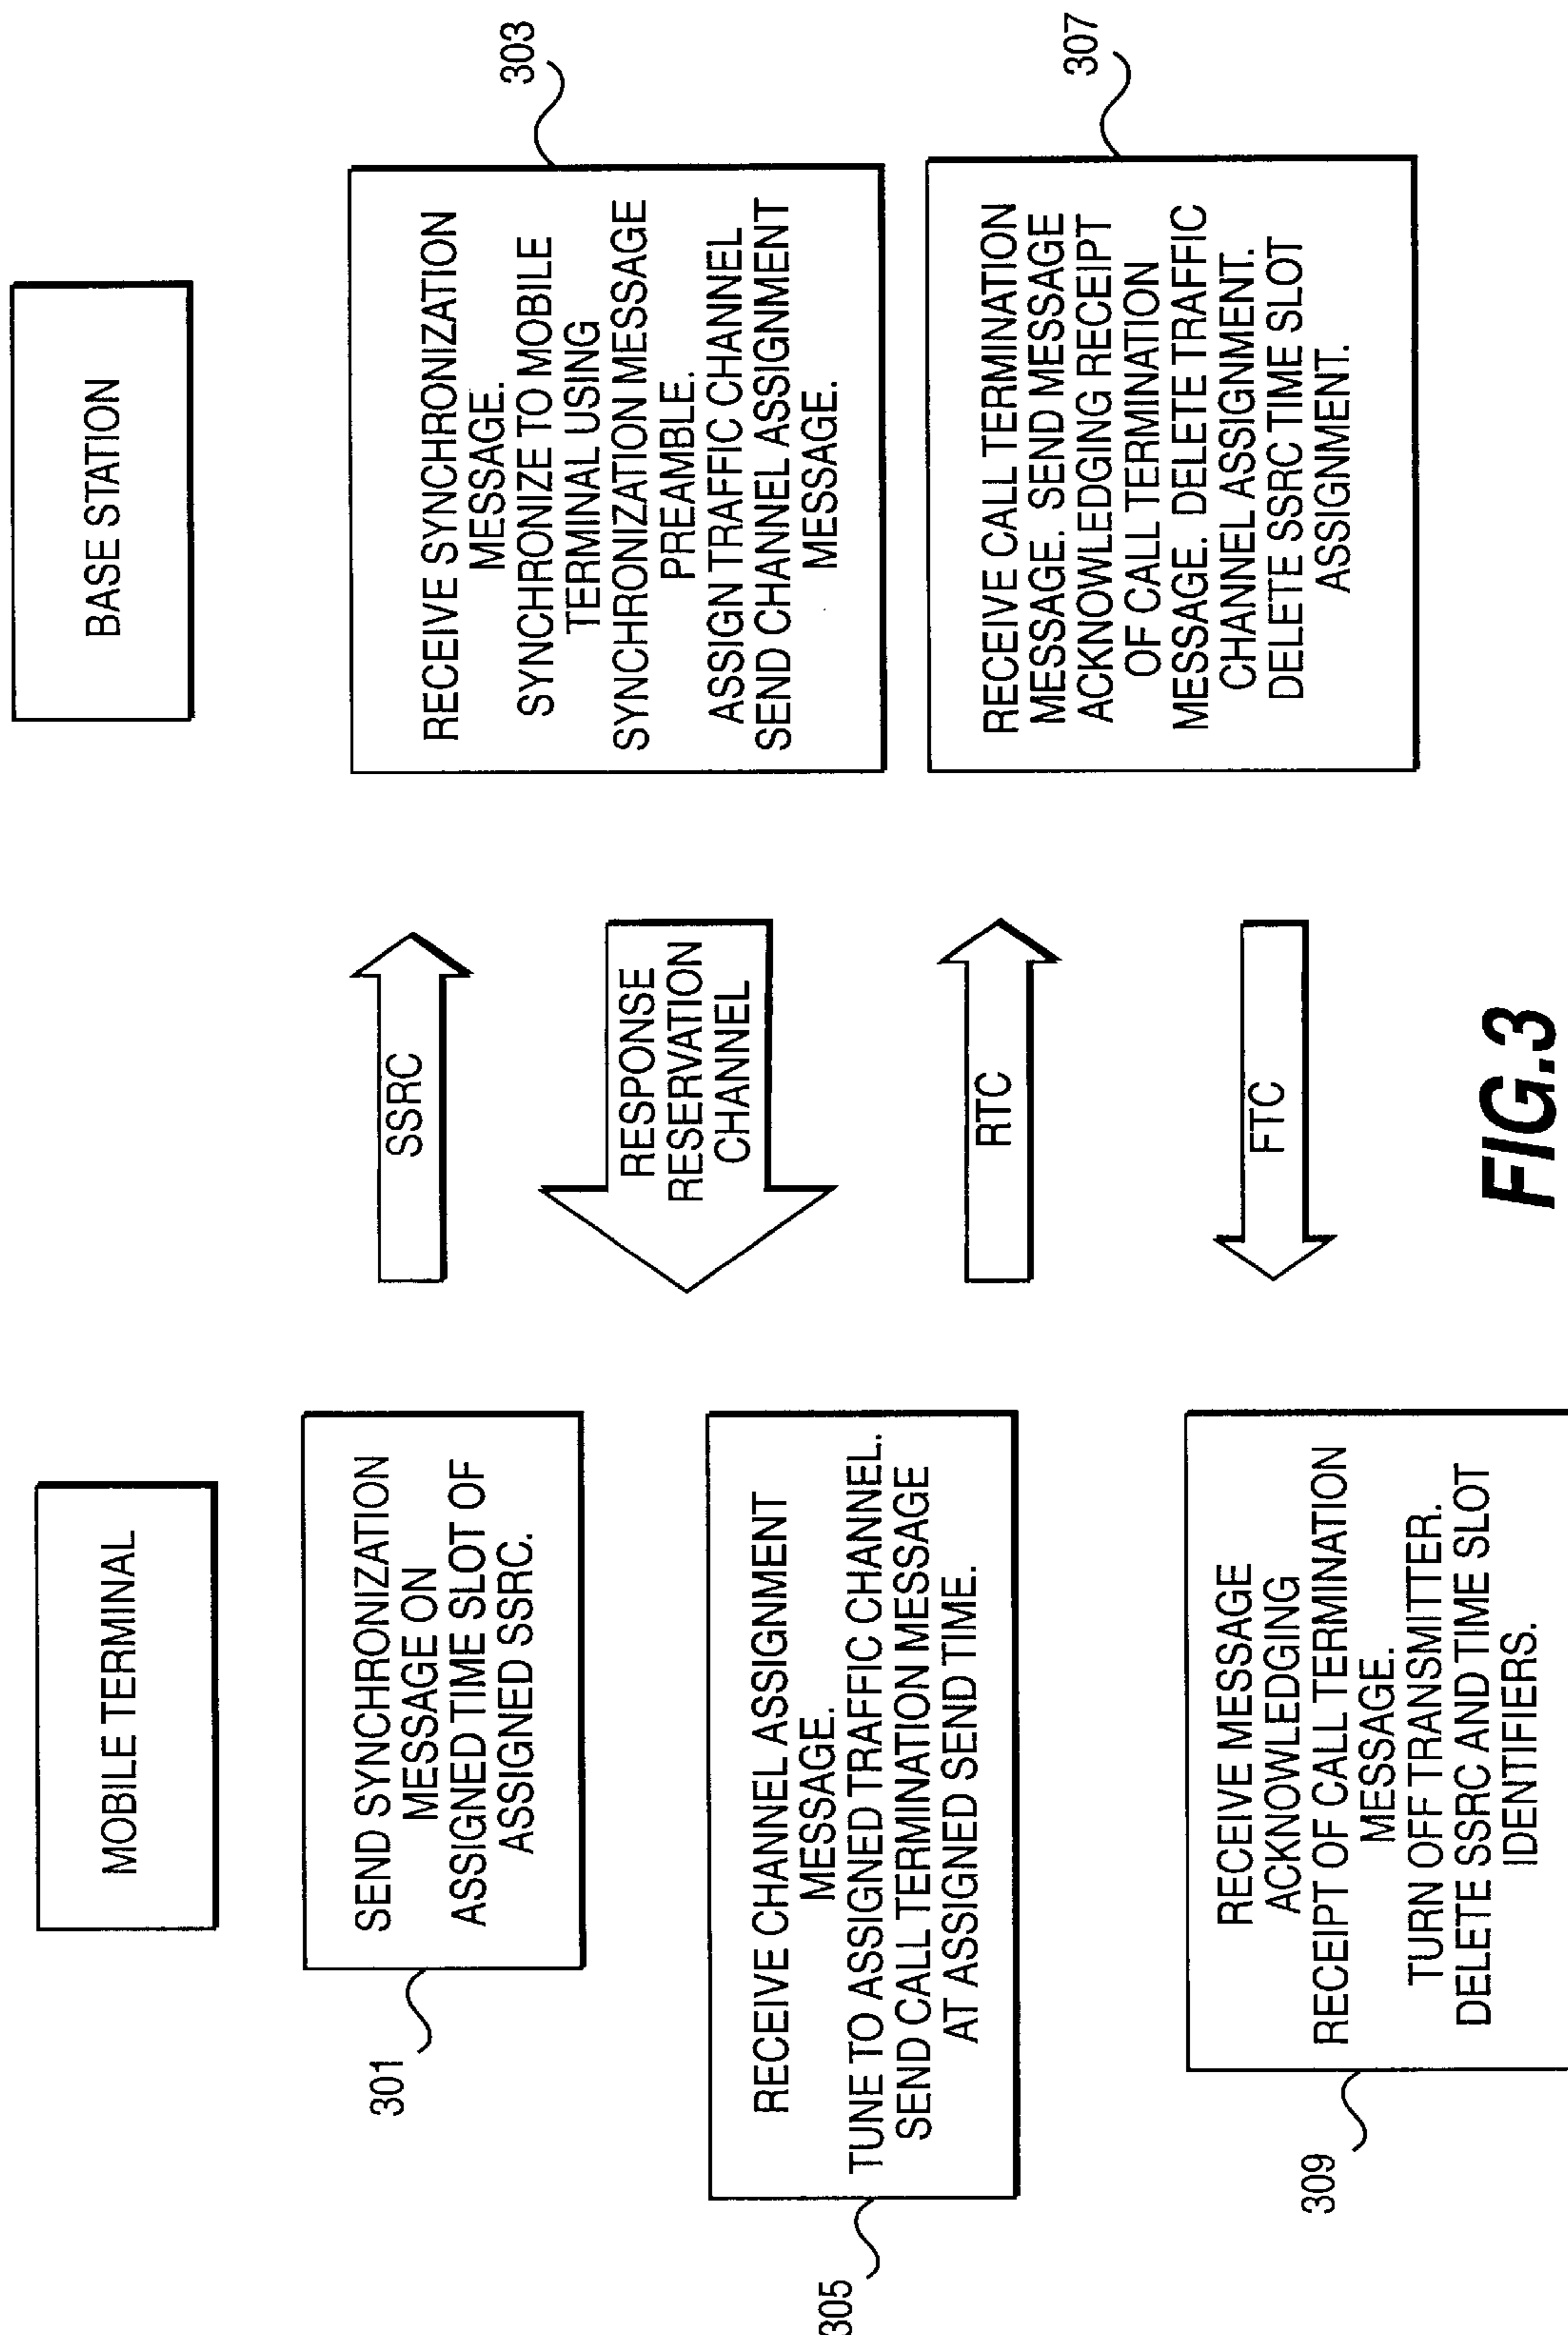 MOBILE TERMINAL
BASE STATION
301
SEND SYNCHRONIZATION
MESSAGE ON
ASSIGNED TIME SLOT OF
ASSIGNED SSRC.
SSRC
RECEIVE SYNCHRONIZATION
MESSAGE.
SYNCHRONIZE TO MOBILE
TERMINAL USING
SYNCHRONIZATION MESSAGE
PREAMBLE.
ASSIGN TRAFFIC CHANNEL
SEND CHANNEL ASSIGNMENT
MESSAGE.
303
RESPONSE
RESERVATION
CHANNEL
305
RECEIVE CHANNEL ASSIGNMENT
MESSAGE.
TUNE TO ASSIGNED TRAFFIC CHANNEL.
SEND CALL TERMINATION MESSAGE
AT ASSIGNED SEND TIME.
RTC
RECEIVE CALL TERMINATION
MESSAGE. SEND MESSAGE
ACKNOWLEDGING RECEIPT
OF CALL TERMINATION
MESSAGE. DELETE TRAFFIC
CHANNEL ASSIGNMENT.
DELETE SSRC TIME SLOT
ASSIGNMENT.
307
FTC
309
RECEIVE MESSAGE
ACKNOWLEDGING
RECEIPT OF CALL TERMINATION
MESSAGE.
TURN OFF TRANSMITTER.
DELETE SSRC AND TIME SLOT
IDENTIFIERS.
FIG.3